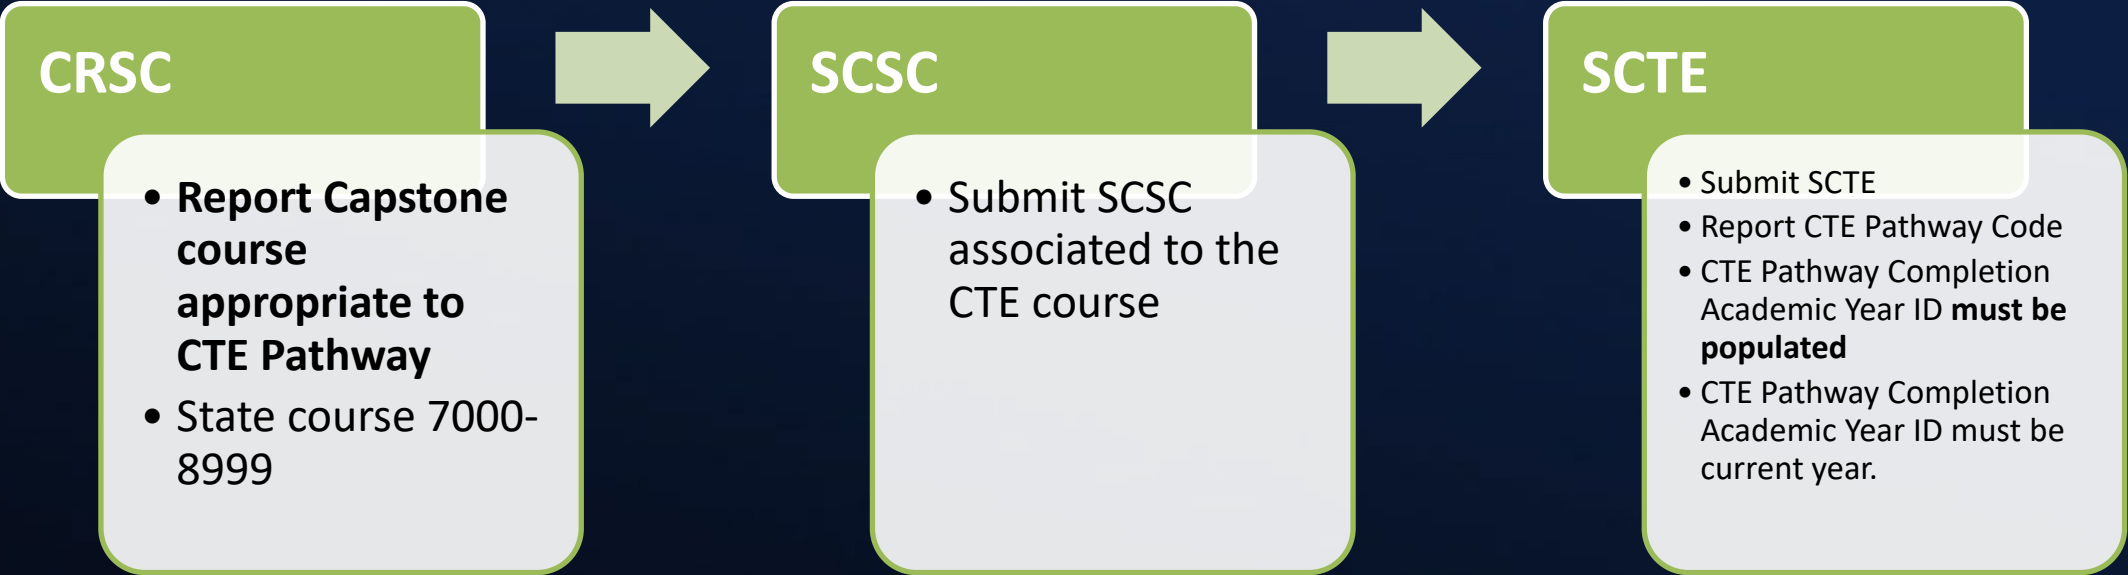 CRSC
• Report Capstone
course
appropriate to
CTE Pathway
• State course 7000-
8999
SCSC
• Submit SCSC
associated to the
CTE course
SCTE
• Submit SCTE
• Report CTE Pathway Code
• CTE Pathway Completion
Academic Year ID must be
populated
• CTE Pathway Completion
Academic Year ID must be
current year.